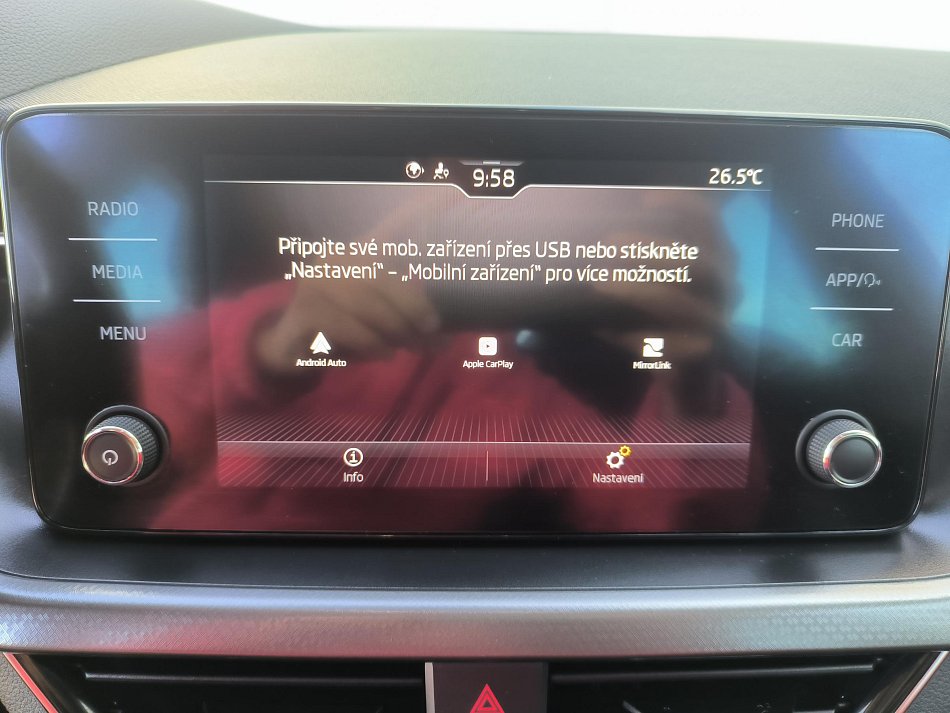 9:58
26.5°C
RADIO
MEDIA
MENU
Připojte své mob. zařízení přes USB nebo stískněte
„Nastavení“ – „Mobilní zařízení“ pro více možností.
Android Auto
Apple CarPlay
MirrorLink
Info
Nastavení
PHONE
APP/
CAR